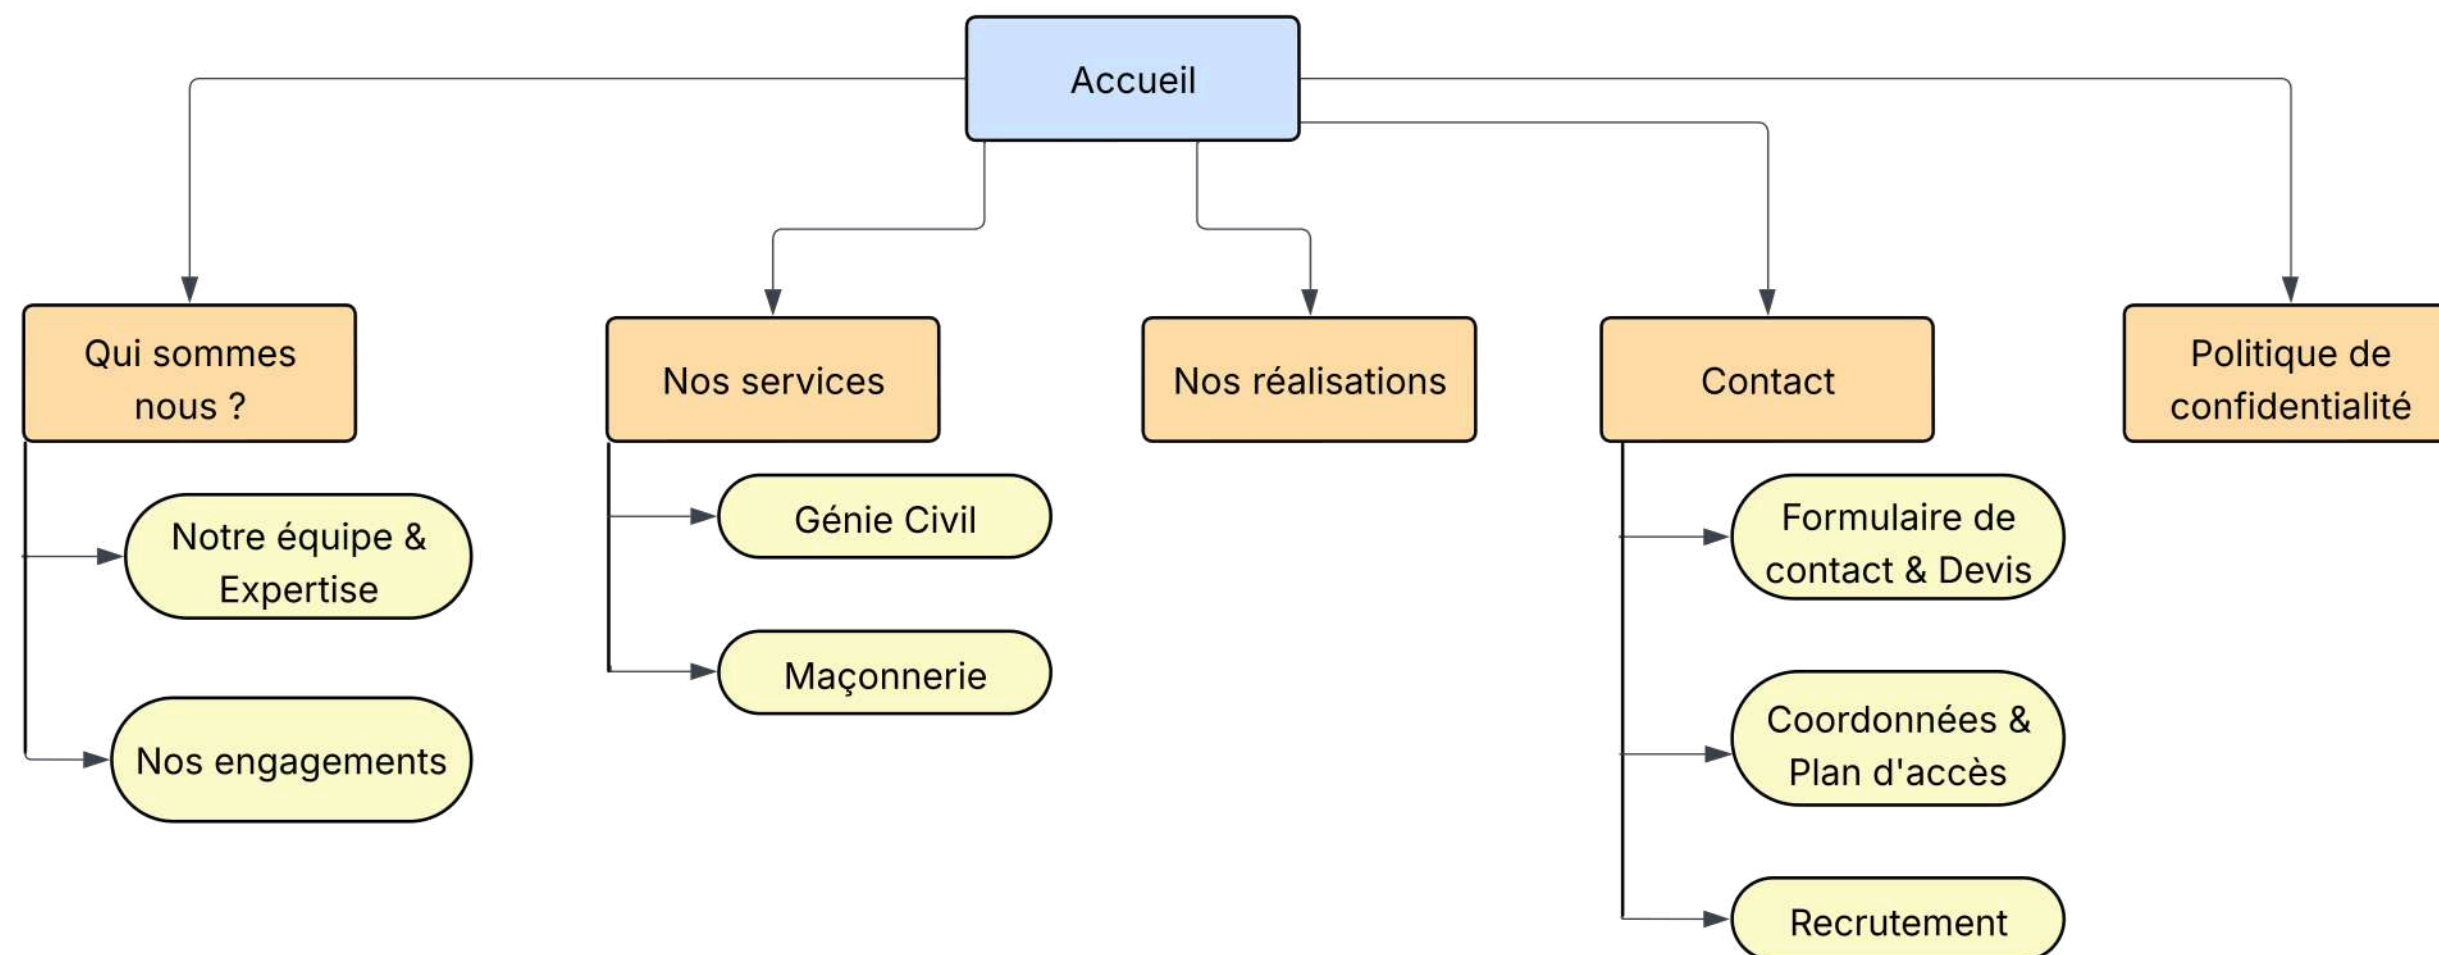 Accueil
Qui sommes
nous ?
Nos services
Nos réalisations
Contact
Politique de
confidentialité
Notre équipe &
Expertise
Nos engagements
Génie Civil
Maçonnerie
Formulaire de
contact & Devis
Coordonnées &
Plan d'accès
Recrutement